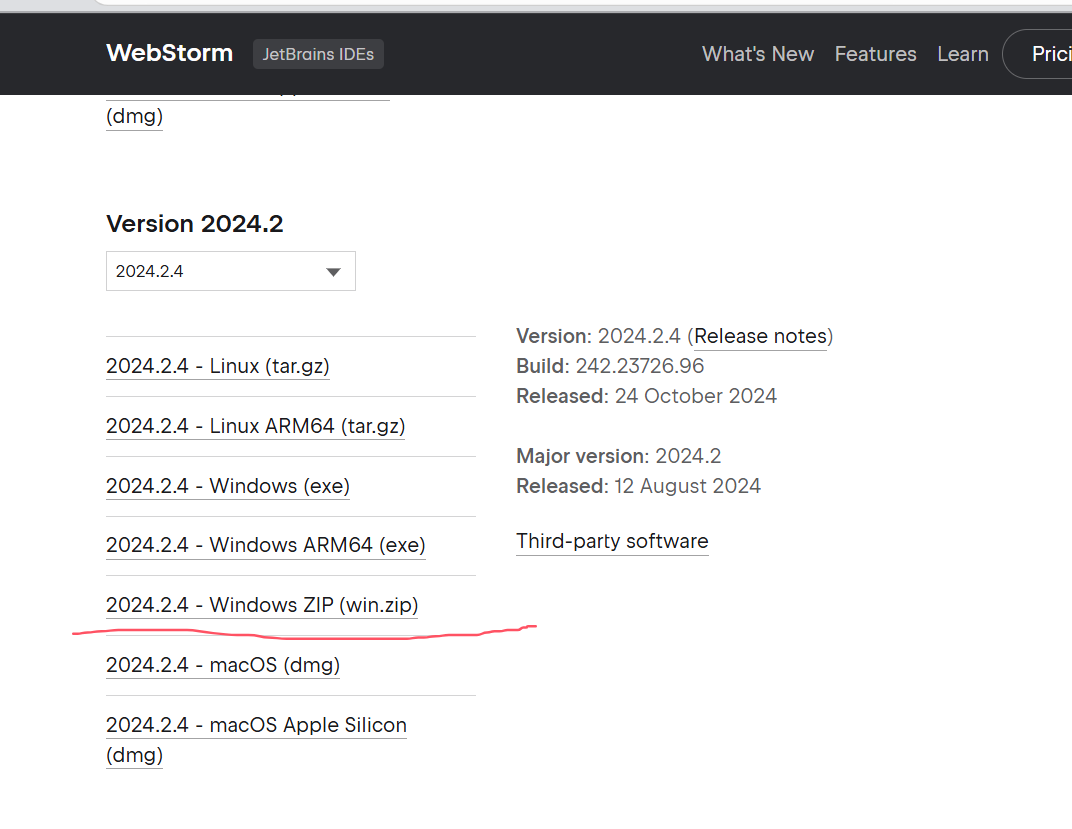 WebStorm JetBrains IDEs What's New Features Learn
(dmg)
Version 2024.2
2024.2.4
2024.2.4 - Linux (tar.gz)
2024.2.4 - Linux ARM64 (tar.gz)
2024.2.4 - Windows (exe)
2024.2.4 - Windows ARM64 (exe)
2024.2.4 - Windows ZIP (win.zip)
2024.2.4 - macOS (dmg)
2024.2.4 - macOS Apple Silicon
(dmg)
Version: 2024.2.4 (Release notes)
Build: 242.23726.96
Released: 24 October 2024
Major version: 2024.2
Released: 12 August 2024
Third-party software